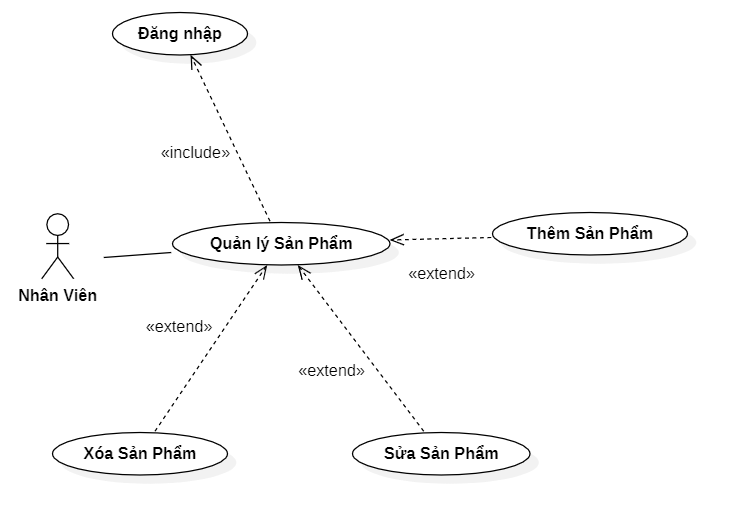 Đăng nhập
«include»
Quản lý Sản Phẩm
Thêm Sản Phẩm
«extend»
Nhân Viên
«extend»
«extend»
Xóa Sản Phẩm
Sửa Sản Phẩm